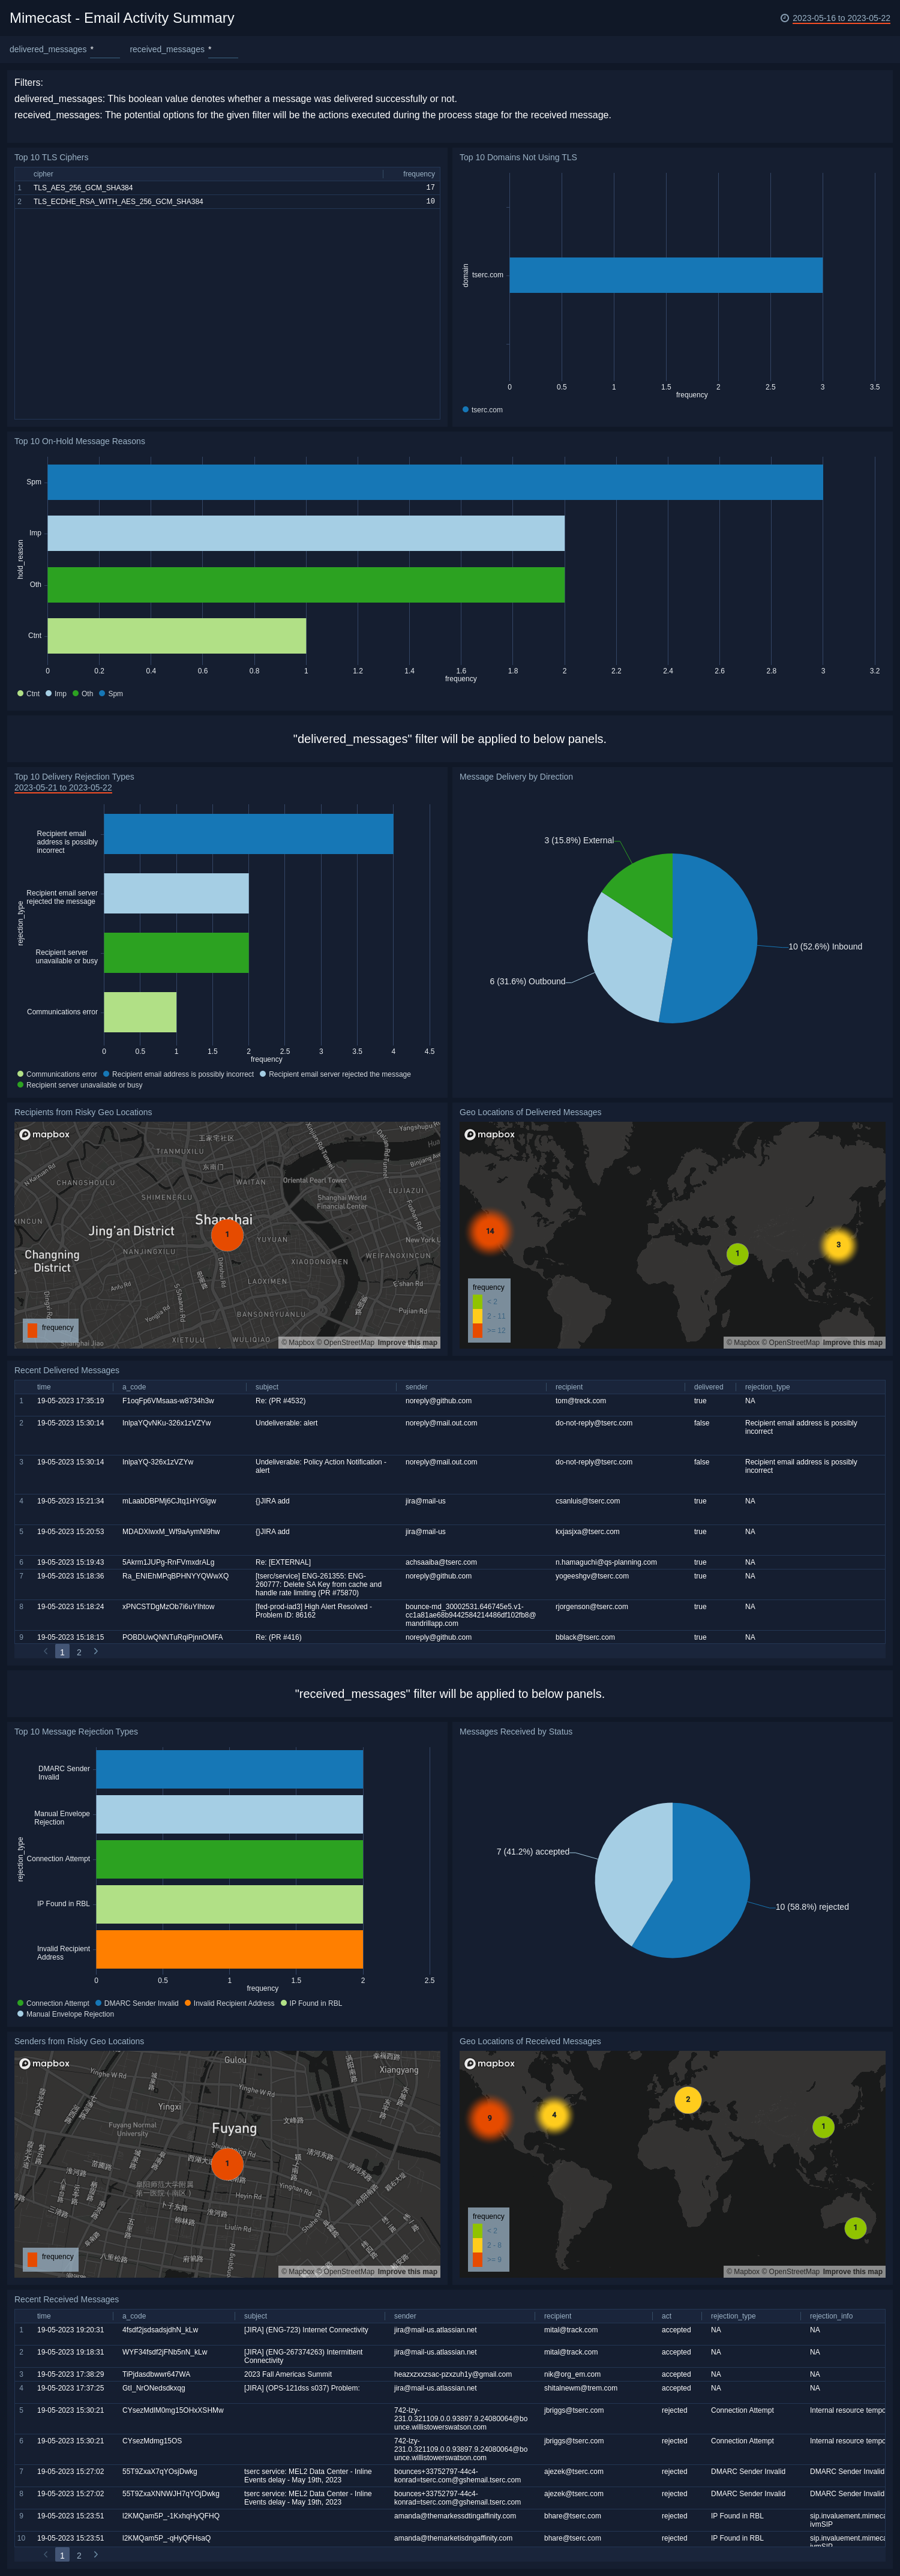 Mimecast - Email Activity Summary
2023-05-16 to 2023-05-22
delivered_messages * received_messages *
Filters:
delivered_messages: This boolean value denotes whether a message was delivered successfully or not.
received_messages: The potential options for the given filter will be the actions executed during the process stage for the received message.
Top 10 TLS Ciphers
cipher frequency
1 TLS_AES_256_GCM_SHA384 17
2 TLS_ECDHE_RSA_WITH_AES_256_GCM_SHA384 10
Top 10 Domains Not Using TLS
domain
tserc.com
0 0.5 1 1.5 2 2.5 3 3.5
frequency
tserc.com
Top 10 On-Hold Message Reasons
hold_reason
Spm
Imp
Oth
Ctnt
0 0.2 0.4 0.6 0.8 1 1.2 1.4 1.6 1.8 2 2.2 2.4 2.6 2.8 3 3.2
frequency
Ctnt Imp Oth Spm
"delivered_messages" filter will be applied to below panels.
Top 10 Delivery Rejection Types
2023-05-21 to 2023-05-22
rejection_type
Recipient email
address is possibly
incorrect
Recipient email server
rejected the message
Recipient server
unavailable or busy
Communications error
0 0.5 1 1.5 2 2.5 3 3.5 4 4.5
frequency
Communications error Recipient email address is possibly incorrect Recipient email server rejected the message
Recipient server unavailable or busy
Message Delivery by Direction
3 (15.8%) External
10 (52.6%) Inbound
6 (31.6%) Outbound
Recipients from Risky Geo Locations
mapbox
王家宅社区
TIANMUXILU
东南门
CHANGSHOULU
WAITAN
Oriental Pearl Tower
SHIMENERLU
Shanghai World
Financial Center
LUJIAZUI
Shanghai
Jing'an District
1
YUYUAN
NANJINGXILU
Changning
District
XIAODONGMEN
WEIFANGXINCUN
LAOXIMEN
BANSONGYUANLU
XIETULU
WULIQIAO
frequency
© Mapbox © OpenStreetMap Improve this map
Geo Locations of Delivered Messages
mapbox
14
1
3
frequency
< 2
2 - 11
>= 12
© Mapbox © OpenStreetMap Improve this map
Recent Delivered Messages
time a_code subject sender recipient delivered rejection_type
1 19-05-2023 17:35:19 F1oqFp6VMsaas-w8734h3w Re: (PR #4532) noreply@github.com tom@treck.com true NA
2 19-05-2023 15:30:14 InlpaYQvNKu-326x1zVZYw Undeliverable: alert noreply@mail.out.com do-not-reply@tserc.com false Recipient email address is possibly
incorrect
3 19-05-2023 15:30:14 InlpaYQ-326x1zVZYw Undeliverable: Policy Action Notification -
alert noreply@mail.out.com do-not-reply@tserc.com false Recipient email address is possibly
incorrect
4 19-05-2023 15:21:34 mLaabDBPMj6CJtq1HYGlgw {}JIRA add jira@mail-us csanluis@tserc.com true NA
5 19-05-2023 15:20:53 MDADXlwxM_Wf9aAymNl9hw {}JIRA add jira@mail-us kxjasjxa@tserc.com true NA
6 19-05-2023 15:19:43 5Akrm1JUPg-RnFVmxdrALg Re: [EXTERNAL] achsaaiba@tserc.com n.hamaguchi@qs-planning.com true NA
7 19-05-2023 15:18:36 Ra_ENIEhMPqBPHNYYQWwXQ [tserc/service] ENG-261355: ENG-
260777: Delete SA Key from cache and
handle rate limiting (PR #75870) noreply@github.com yogeeshgv@tserc.com true NA
8 19-05-2023 15:18:24 xPNCSTDgMzOb7i6uYIhtow [fed-prod-iad3] High Alert Resolved -
Problem ID: 86162 bounce-md_30002531.646745e5.v1-
cc1a81ae68b9442584214486df102fb8@
mandrillapp.com rjorgenson@tserc.com true NA
9 19-05-2023 15:18:15 POBDUwQNNTuRqiPjnnOMFA Re: (PR #416) noreply@github.com bblack@tserc.com true NA
1 2
"received_messages" filter will be applied to below panels.
Top 10 Message Rejection Types
rejection_type
DMARC Sender
Invalid
Manual Envelope
Rejection
Connection Attempt
IP Found in RBL
Invalid Recipient
Address
0 0.5 1 1.5 2 2.5
frequency
Connection Attempt DMARC Sender Invalid Invalid Recipient Address IP Found in RBL
Manual Envelope Rejection
Messages Received by Status
7 (41.2%) accepted
10 (58.8%) rejected
Senders from Risky Geo Locations
mapbox
Gulou
Xiangyang
Yinghe W Rd
Yinghe W Rd
Yingxi
Fuyang Normal
University
Fuyang
文峰路
1
Yinghan Rd
Heyin Rd
Liulin Rd
frequency
© Mapbox © OpenStreetMap Improve this map
Geo Locations of Received Messages
mapbox
9
4
2
1
1
frequency
< 2
2 - 8
>= 9
© Mapbox © OpenStreetMap Improve this map
Recent Received Messages
time a_code subject sender recipient act rejection_type rejection_info
1 19-05-2023 19:20:31 4fsdf2jsdsadsjdhN_kLw [JIRA] (ENG-723) Internet Connectivity jira@mail-us.atlassian.net mital@track.com accepted NA NA
2 19-05-2023 19:18:31 WYF34fsdf2jFNb5nN_kLw [JIRA] (ENG-267374263) Intermittent
Connectivity jira@mail-us.atlassian.net mital@track.com accepted NA NA
3 19-05-2023 17:38:29 TiPjdasdbwwr647WA 2023 Fall Americas Summit heazxzxxzsac-pzxzuh1y@gmail.com nik@org_em.com accepted NA NA
4 19-05-2023 17:37:25 GtI_NrONedsdkxqg [JIRA] (OPS-121dss s037) Problem: jira@mail-us.atlassian.net shitalnewm@trem.com accepted NA NA
5 19-05-2023 15:30:21 CYsezMdlM0mg15OHxXSHMw 742-lzy-
231.0.321109.0.0.93897.9.24080064@bo
unce.willistowerswatson.com jbriggs@tserc.com rejected Connection Attempt Internal resource tempo
6 19-05-2023 15:30:21 CYsezMdmg15OS 742-lzy-
231.0.321109.0.0.93897.9.24080064@bo
unce.willistowerswatson.com jbriggs@tserc.com rejected Connection Attempt Internal resource tempo
7 19-05-2023 15:27:02 55T9ZxaX7qYOsjDwkg tserc service: MEL2 Data Center - Inline
Events delay - May 19th, 2023 bounces+33752797-44c4-
konrad=tserc.com@gshemail.tserc.com ajezek@tserc.com rejected DMARC Sender Invalid DMARC Sender Invalid
8 19-05-2023 15:27:02 55T9ZxaXNNWJH7qYOjDwkg tserc service: MEL2 Data Center - Inline
Events delay - May 19th, 2023 bounces+33752797-44c4-
konrad=tserc.com@gshemail.tserc.com ajezek@tserc.com rejected DMARC Sender Invalid DMARC Sender Invalid
9 19-05-2023 15:23:51 l2KMQam5P_-1KxhqHyQFHQ amanda@themarkessdtingaffinity.com bhare@tserc.com rejected IP Found in RBL sip.invaluement.mimeca
ivmSIP
10 19-05-2023 15:23:51 l2KMQam5P_-qHyQFHsaQ amanda@themarketisdngaffinity.com bhare@tserc.com rejected IP Found in RBL sip.invaluement.mimeca
1 2